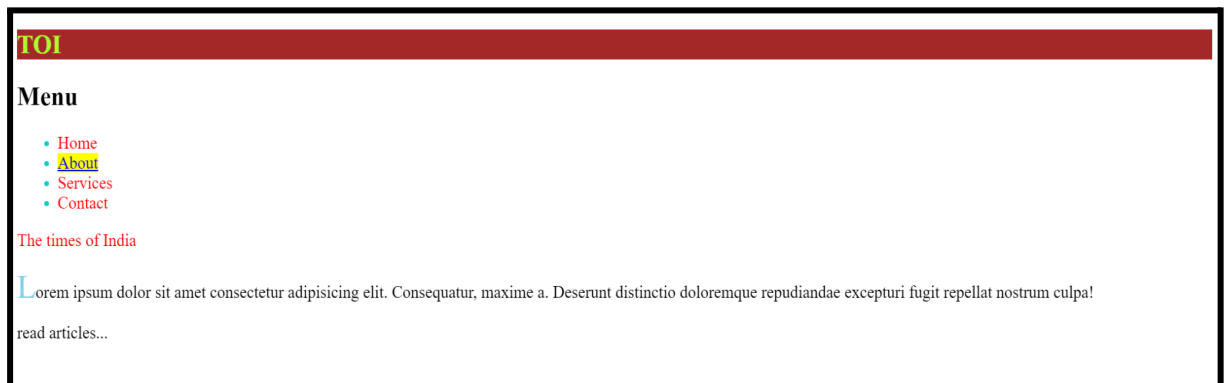 TOI
Menu
Home
About
Services
Contact
The times of India
Lorem ipsum dolor sit amet consectetur adipisicing elit. Consequatur, maxime a. Deserunt distinctio doloremque repudiandae excepturi fugit repellat nostrum culpa!
read articles...